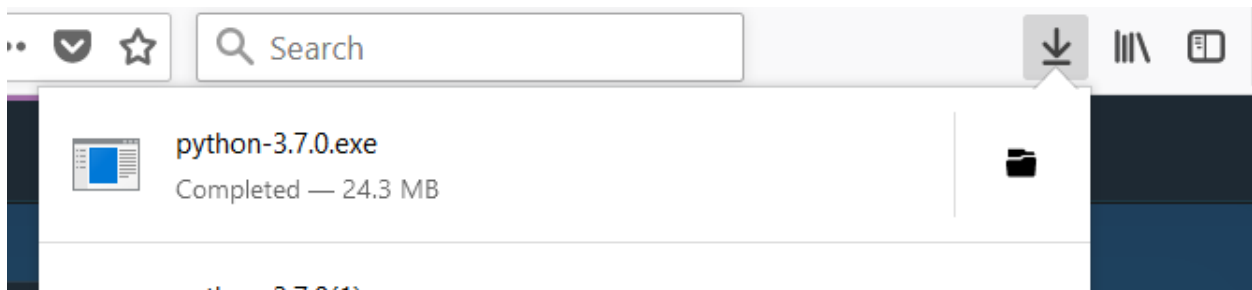 Search
python-3.7.0.exe
Completed — 24.3 MB